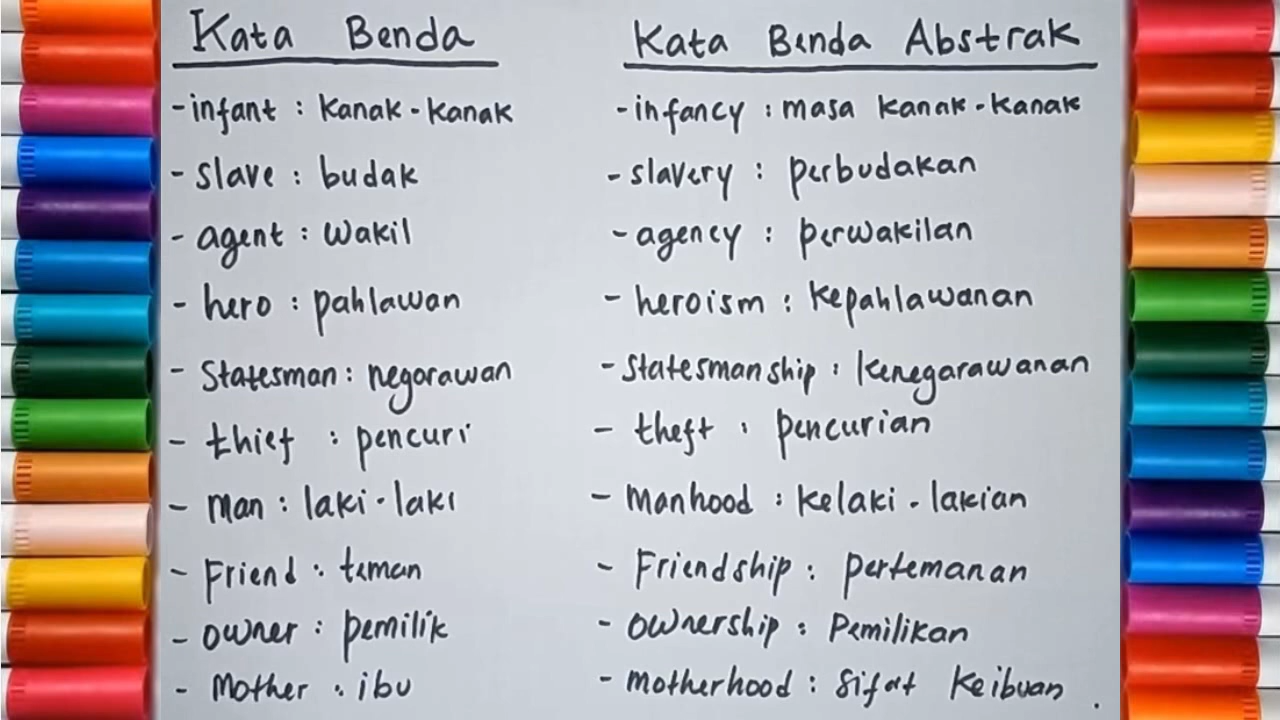 Kata Benda
- infant : Kanak - Kanak
- slave : budak
- agent : wakil
- hero : pahlawan
- Statesman : negorawan
- thief : pencuri
- man : laki - laki
- Friend : teman
- owner : pemilik
- Mother : ibu
Kata Benda Abstrak
- infancy : masa Kanak - Kanak
- slavery : perbudakan
- agency : perwakilan
- heroism : Kepahlawanan
- Statesmanship : Kenegarawanan
- theft : pencurian
- Manhood : Kelaki - lakian
- Friendship : pertemanan
- ownership : Pemilikan
- motherhood : Sifat Keibuan .